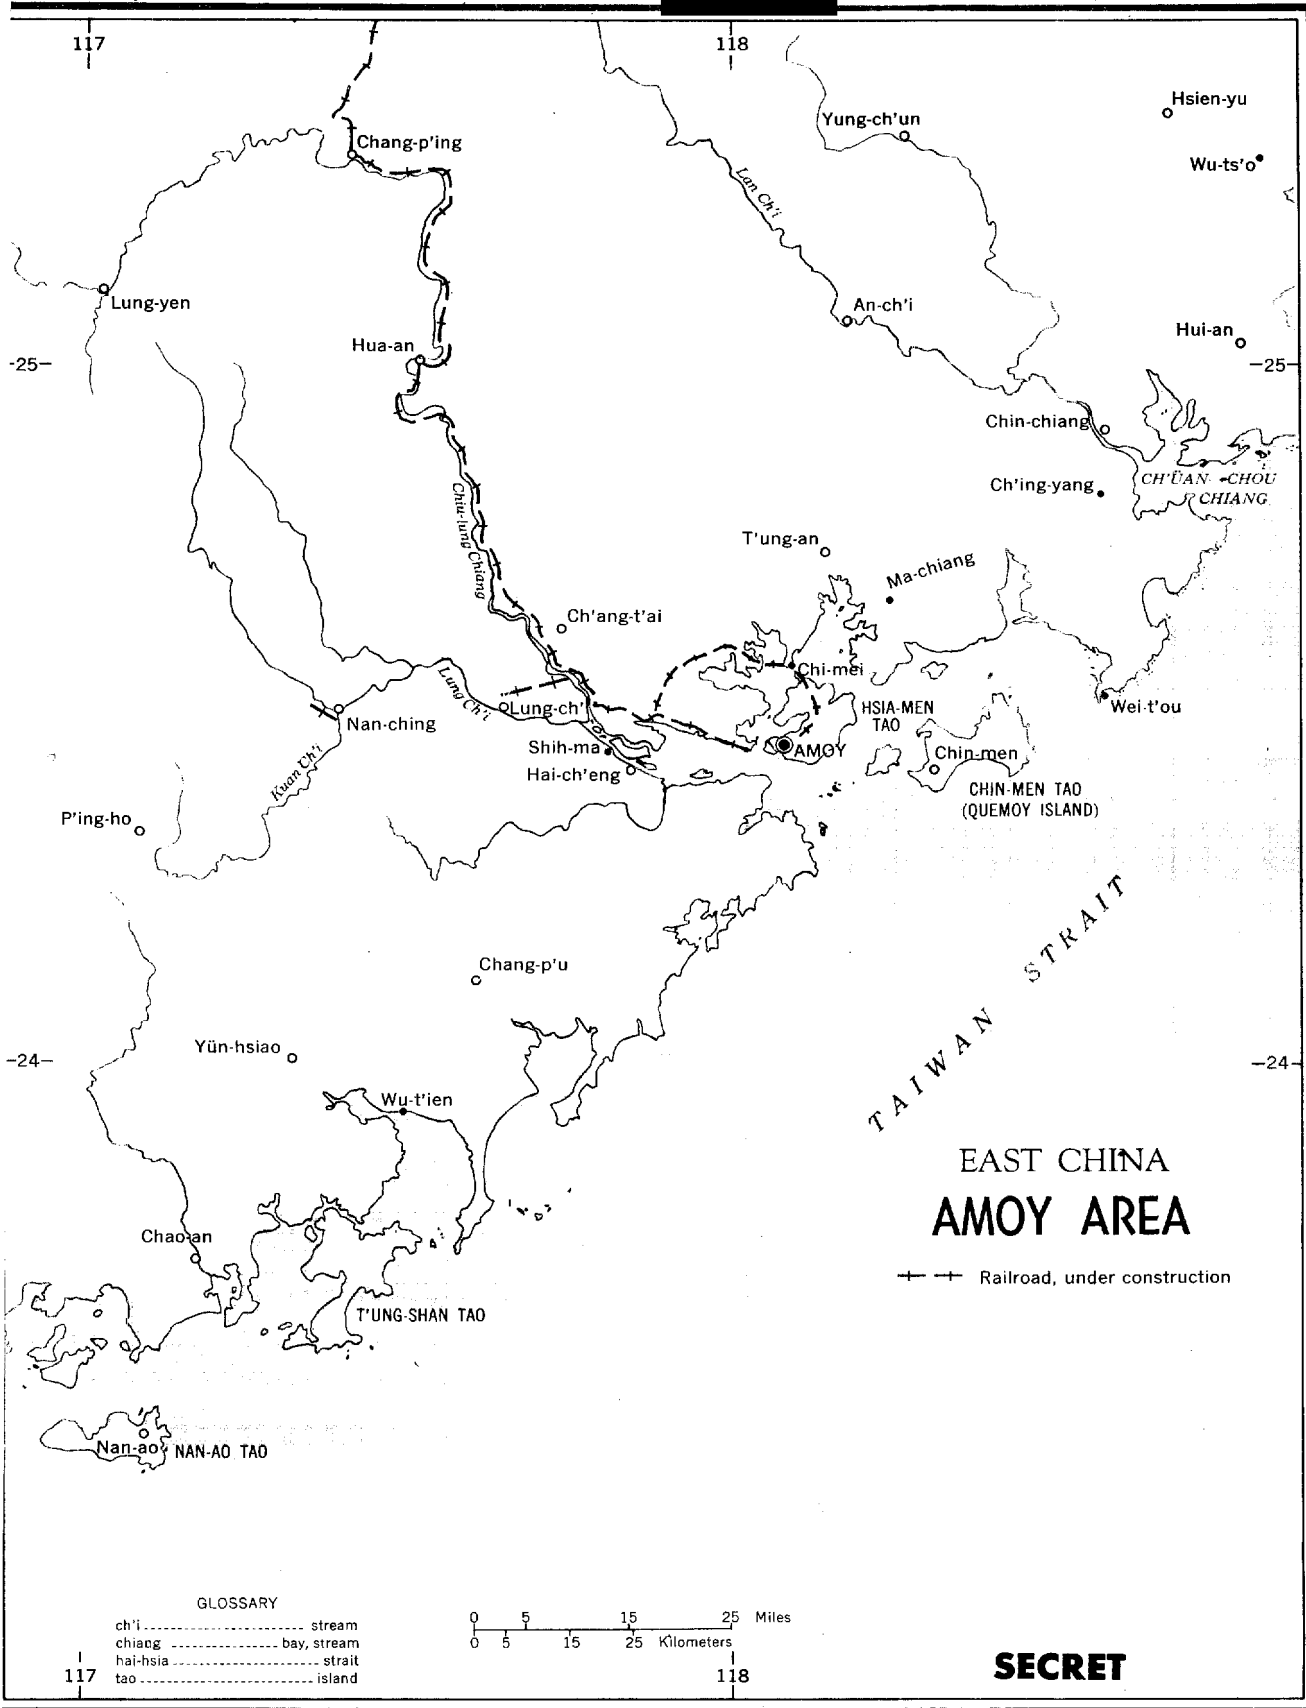 117
118
Hsien-yu
Yung-ch'un
Chang-p'ing
Wu-ts'o
Lan Ch'i
Lung-yen
An-ch'i
Hui-an
Hua-an
-25-
-25-
Chin-chiang
Ch'ing-yang
CH'ÜAN-CHOU
CHIANG
Chiu-lung Chiang
T'ung-an
Ma-chiang
Ch'ang-t'ai
Chi-mei
Lung Ch'i
Lung-ch'i
HSIA-MEN
TAO
Wei-t'ou
Nan-ching
Shih-ma
AMOY
Chin-men
Kuan Ch'i
Hai-ch'eng
CHIN-MEN TAO
(QUEMOY ISLAND)
P'ing-ho
TAIWAN STRAIT
Chang-p'u
Yün-hsiao
-24-
-24-
Wu-t'ien
EAST CHINA
AMOY AREA
Chao-an
Railroad, under construction
T'UNG-SHAN TAO
Nan-ao
NAN-AO TAO
GLOSSARY
ch'i stream
chiang bay, stream
hai-hsia strait
tao island
0 5 15 25 Miles
0 5 15 25 Kilometers
SECRET
117
118